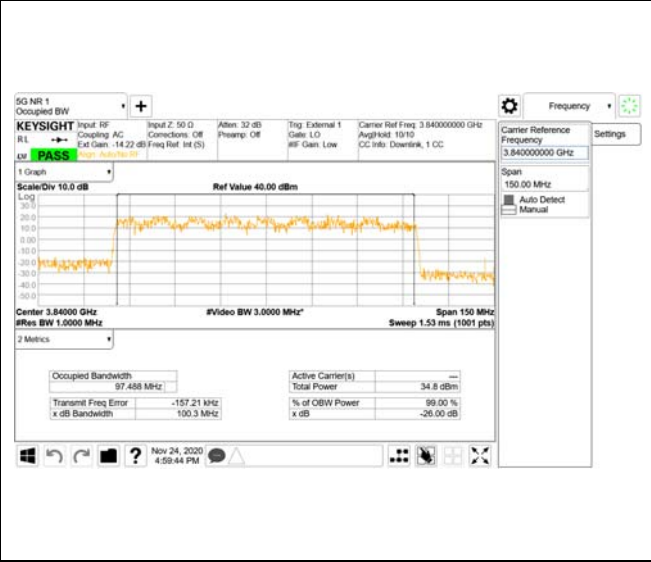 5G NR 1
Occupied BW
Frequency
KEYSIGHT
R L
PASS
Input: RF
Coupling: AC
Ext Gain: -14.22 dB
Align: Auto/No RF
Input Z: 50 Ω
Corrections: Off
Freq Ref: Int (S)
Atten: 32 dB
Preamp: Off
Trig: External 1
Gate: LO
#IF Gain: Low
Carrier Ref Freq: 3.840000000 GHz
Avg|Hold: 10/10
CC Info: Downlink, 1 CC
Carrier Reference
Frequency
3.840000000 GHz
Settings
Span
150.00 MHz
Auto Detect
Manual
1 Graph
Scale/Div 10.0 dB
Ref Value 40.00 dBm
Log
30.0
20.0
10.0
0.00
-10.0
-20.0
-30.0
-40.0
-50.0
Center 3.84000 GHz
#Video BW 3.0000 MHz*
Span 150 MHz
#Res BW 1.0000 MHz
Sweep 1.53 ms (1001 pts)
2 Metrics
Occupied Bandwidth
97.488 MHz
Transmit Freq Error -157.21 kHz
x dB Bandwidth 100.3 MHz
Active Carrier(s) —
Total Power 34.8 dBm
% of OBW Power 99.00 %
x dB -26.00 dB
?
Nov 24, 2020
4:59:44 PM